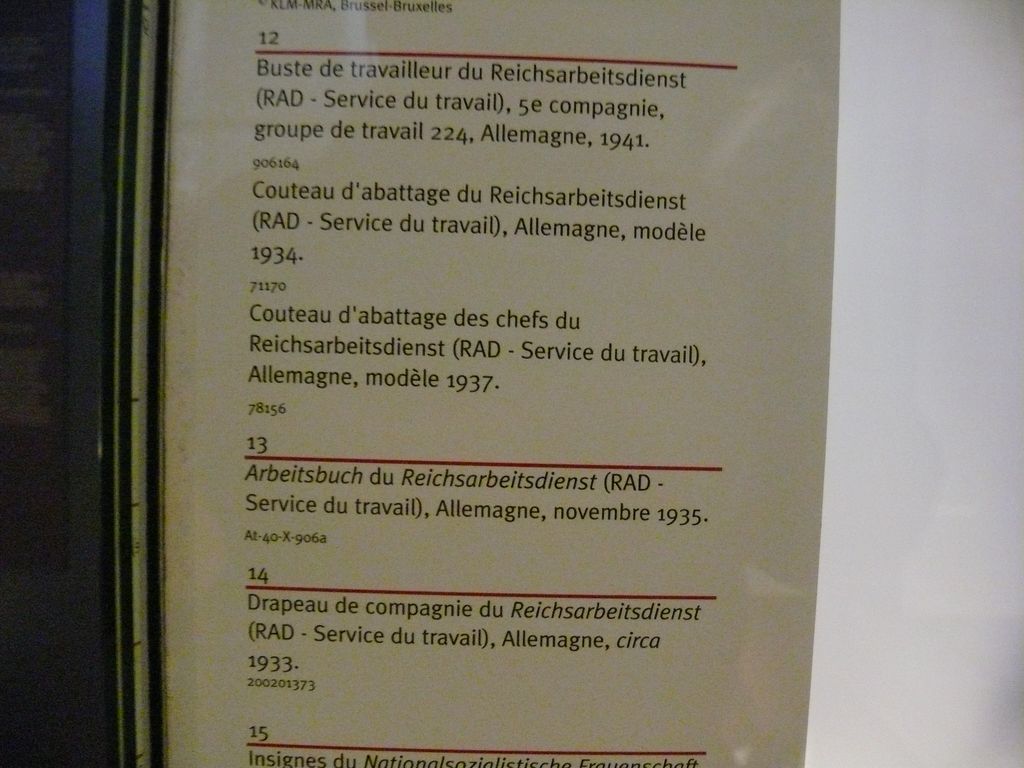 © KLM-MRA, Brussel-Bruxelles
12
Buste de travailleur du Reichsarbeitsdienst
(RAD - Service du travail), 5e compagnie,
groupe de travail 224, Allemagne, 1941.
906164
Couteau d'abattage du Reichsarbeitsdienst
(RAD - Service du travail), Allemagne, modèle
1934.
71170
Couteau d'abattage des chefs du
Reichsarbeitsdienst (RAD - Service du travail),
Allemagne, modèle 1937.
78156
13
Arbeitsbuch du Reichsarbeitsdienst (RAD -
Service du travail), Allemagne, novembre 1935.
At-40-X-906a
14
Drapeau de compagnie du Reichsarbeitsdienst
(RAD - Service du travail), Allemagne, circa
1933.
200201373
15
Insignes du Nationalsozialistische Frauenschaft